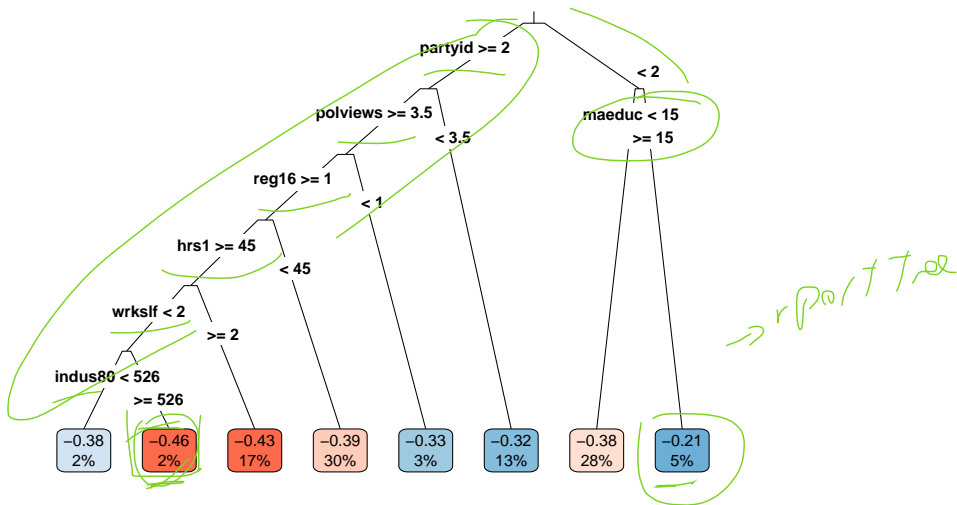 partyid >= 2
< 2
polviews >= 3.5
< 3.5
maeduc < 15
>= 15
reg16 >= 1
< 1
hrs1 >= 45
< 45
wrkslf < 2
>= 2
indus80 < 526
>= 526
−0.38
2%
−0.46
2%
−0.43
17%
−0.39
30%
−0.33
3%
−0.32
13%
−0.38
28%
−0.21
5%
→ rpart Tree